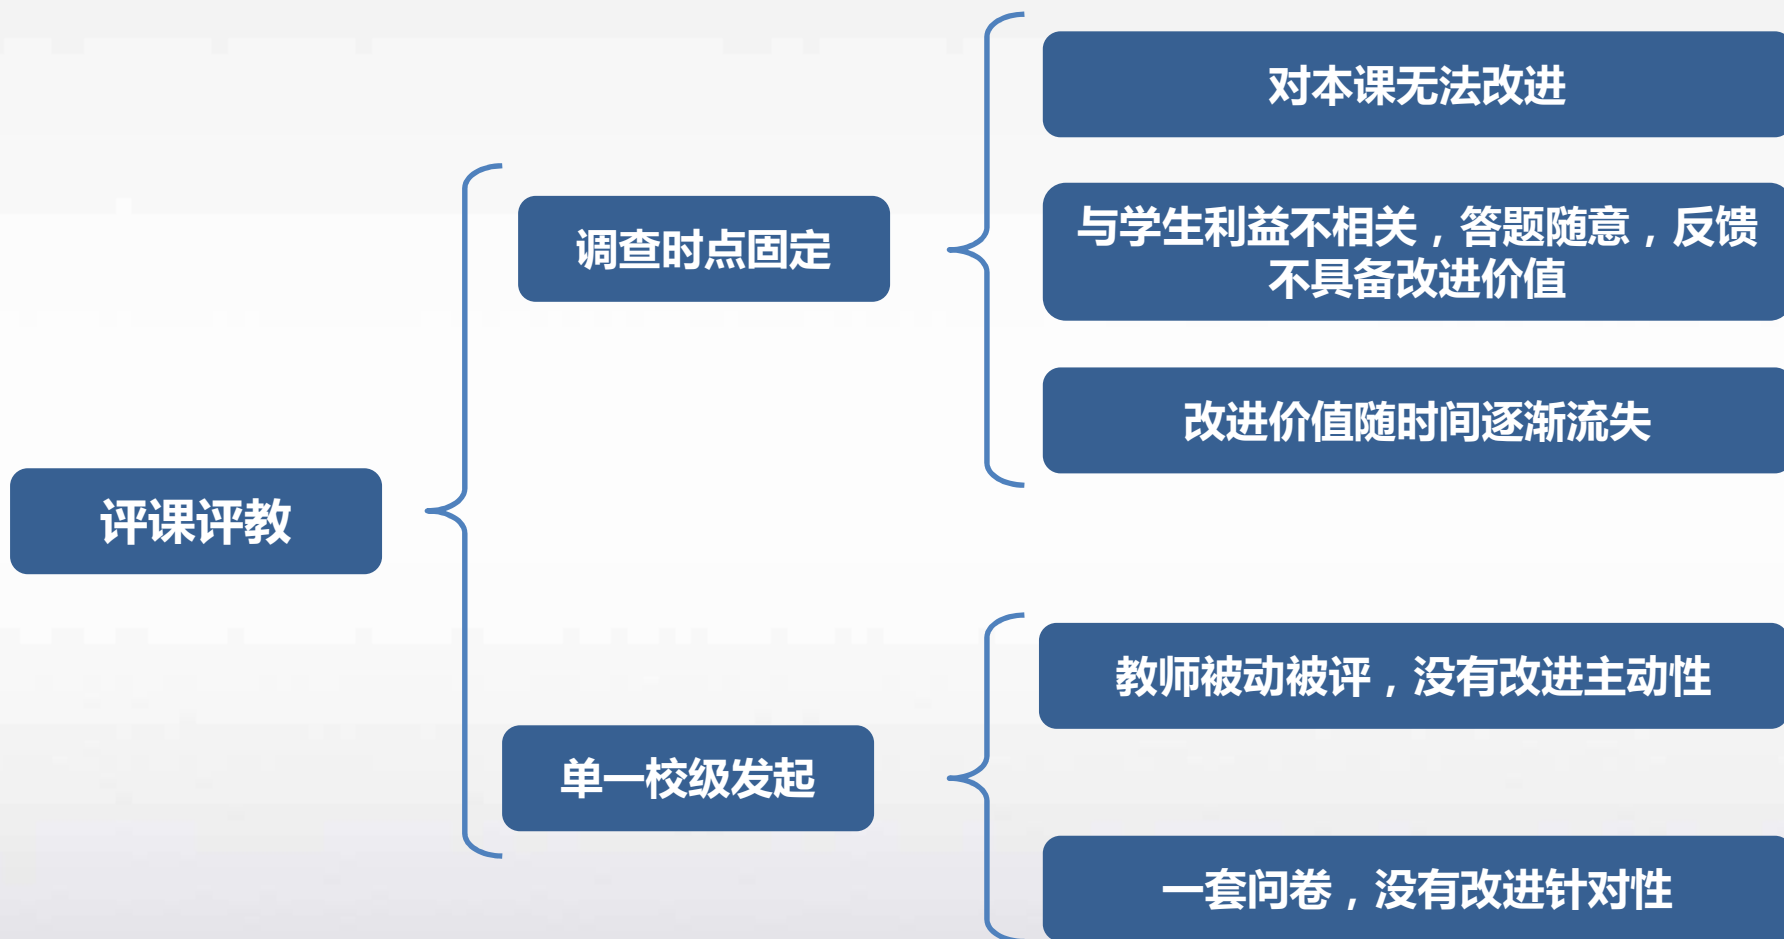 对本课无法改进
调查时点固定
与学生利益不相关，答题随意，反馈
不具备改进价值
改进价值随时间逐渐流失
评课评教
教师被动被评，没有改进主动性
单一校级发起
一套问卷，没有改进针对性